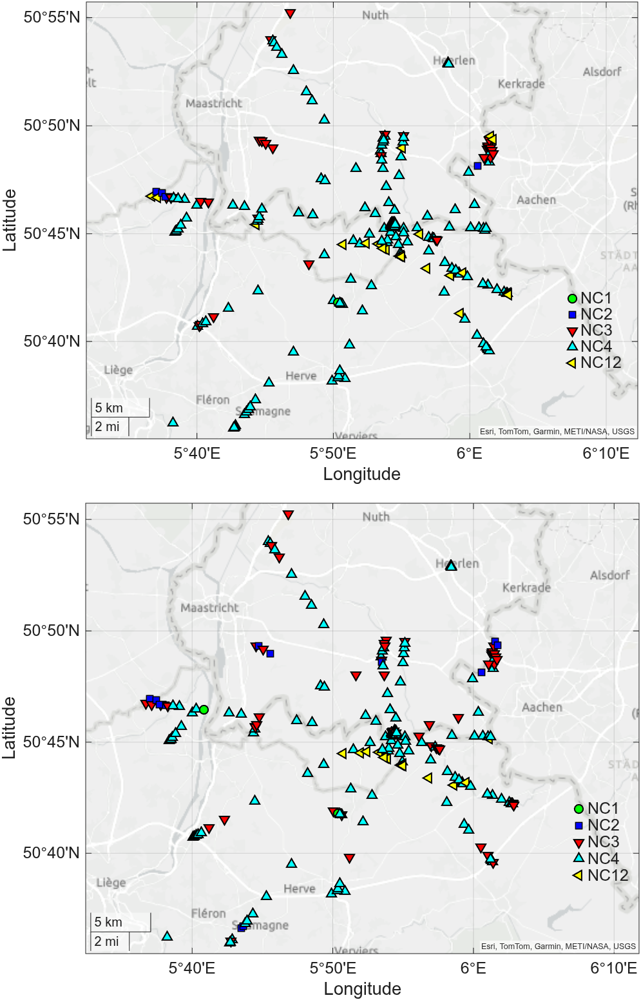 50°55'N
Nuth
Heerlen
Alsdorf
Kerkrade
Maastricht
50°50'N
Aachen
50°45'N
Latitude
NC1
NC2
NC3
NC4
NC12
50°40'N
Liège
Herve
Fléron
5 km
2 mi
Verviers
Esri, TomTom, Garmin, METI/NASA, USGS
5°40'E
5°50'E
6°E
6°10'E
Longitude
50°55'N
Nuth
Heerlen
Alsdorf
Kerkrade
Maastricht
50°50'N
Aachen
50°45'N
Latitude
NC1
NC2
NC3
NC4
NC12
50°40'N
Liège
Herve
Fléron
5 km
2 mi
Verviers
Esri, TomTom, Garmin, METI/NASA, USGS
5°40'E
5°50'E
6°E
6°10'E
Longitude